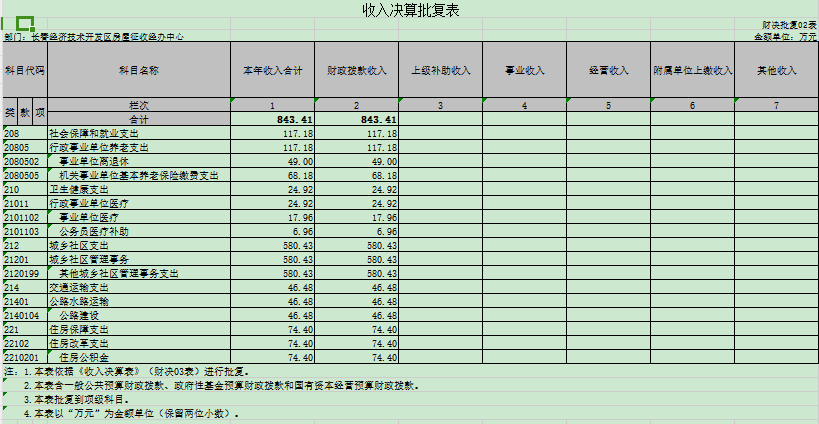 收入决算批复表
财决批复02表
部门：长春经济技术开发区房屋征收经办中心 金额单位：万元
科目代码 科目名称 本年收入合计 财政拨款收入 上级补助收入 事业收入 经营收入 附属单位上缴收入 其他收入
类 款 项 栏次 1 2 3 4 5 6 7
合计 843.41 843.41
208 社会保障和就业支出 117.18 117.18
20805 行政事业单位养老支出 117.18 117.18
2080502 事业单位离退休 49.00 49.00
2080505 机关事业单位基本养老保险缴费支出 68.18 68.18
210 卫生健康支出 24.92 24.92
21011 行政事业单位医疗 24.92 24.92
2101102 事业单位医疗 17.96 17.96
2101103 公务员医疗补助 6.96 6.96
212 城乡社区支出 580.43 580.43
21201 城乡社区管理事务 580.43 580.43
2120199 其他城乡社区管理事务支出 580.43 580.43
214 交通运输支出 46.48 46.48
21401 公路水路运输 46.48 46.48
2140104 公路建设 46.48 46.48
221 住房保障支出 74.40 74.40
22102 住房改革支出 74.40 74.40
2210201 住房公积金 74.40 74.40
注：1.本表依据《收入决算表》（财决03表）进行批复。
2.本表含一般公共预算财政拨款、政府性基金预算财政拨款和国有资本经营预算财政拨款。
3.本表批复到项级科目。
4.本表以“万元”为金额单位（保留两位小数）。